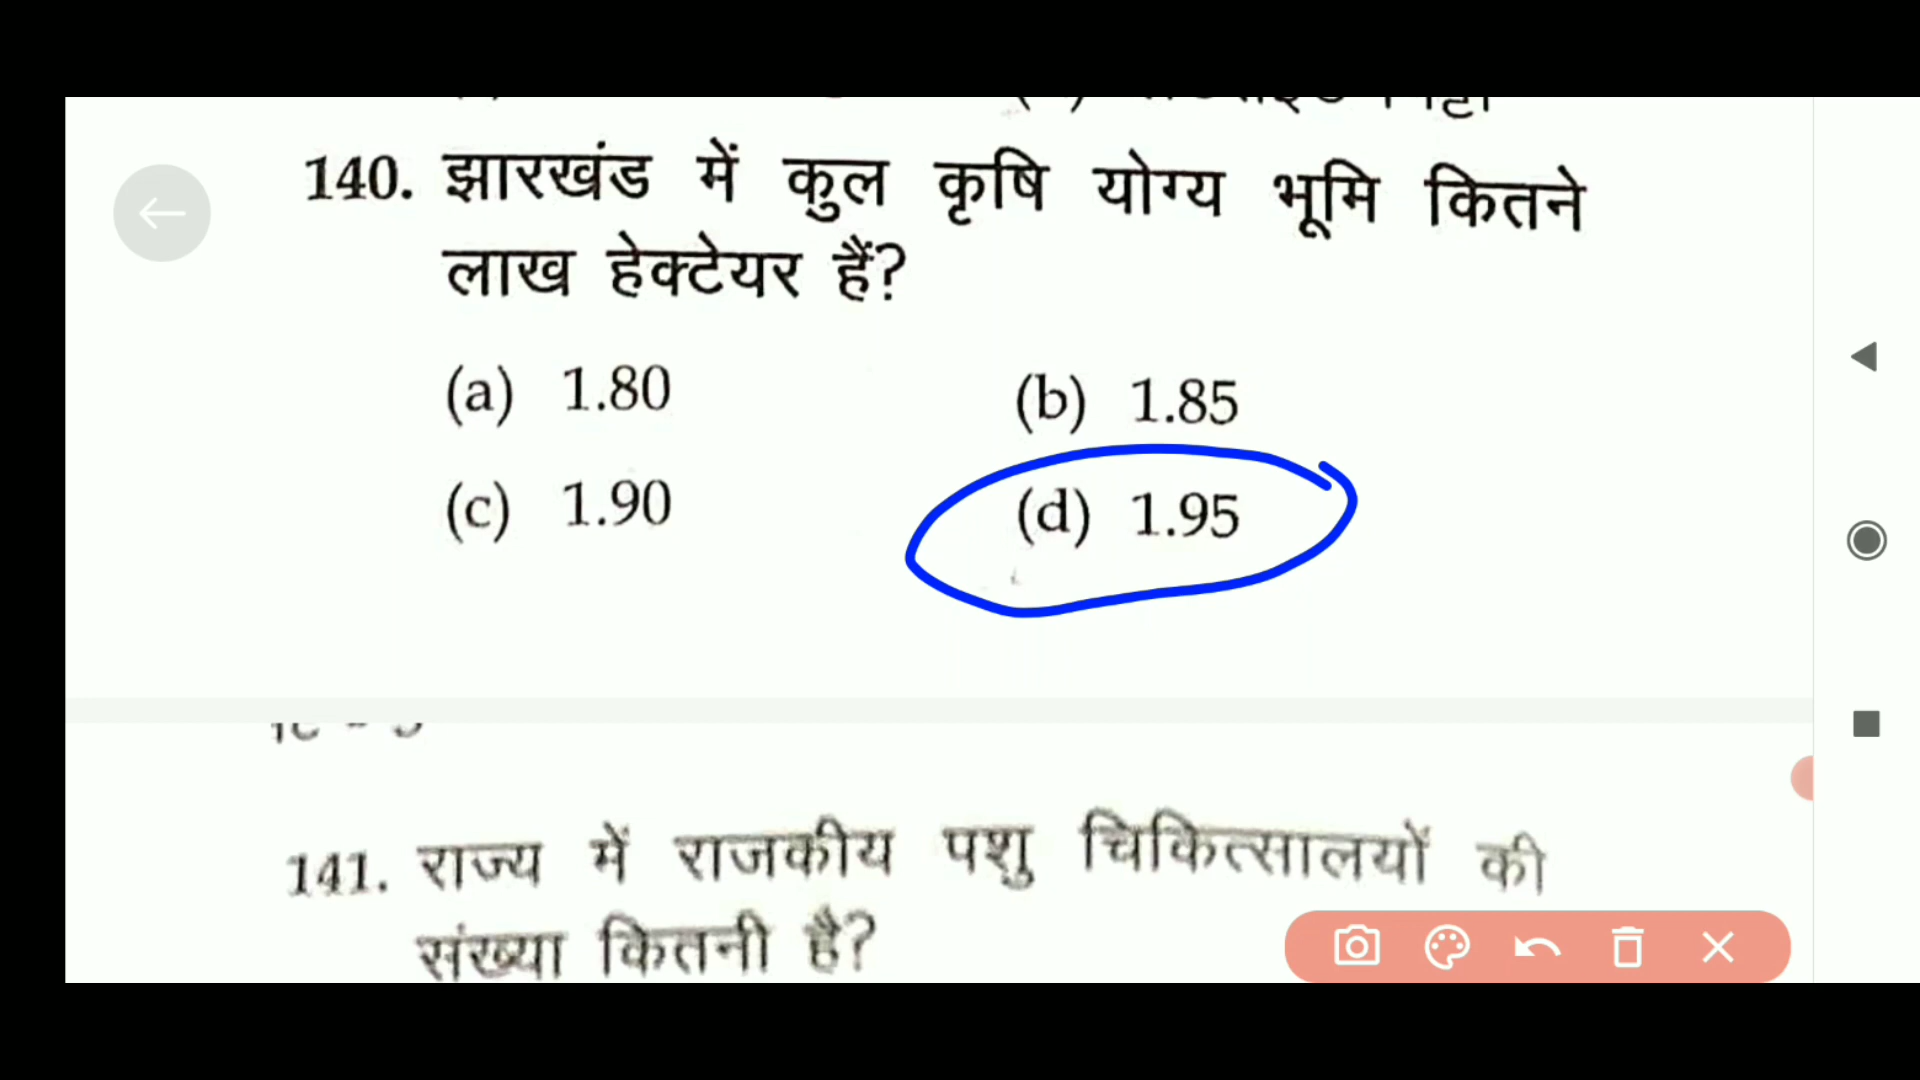 140. झारखंड में कुल कृषि योग्य भूमि कितने
लाख हेक्टेयर हैं?
(a) 1.80 (b) 1.85
(c) 1.90 (d) 1.95
141. राज्य में राजकीय पशु चिकित्सालयों की
संख्या कितनी है?